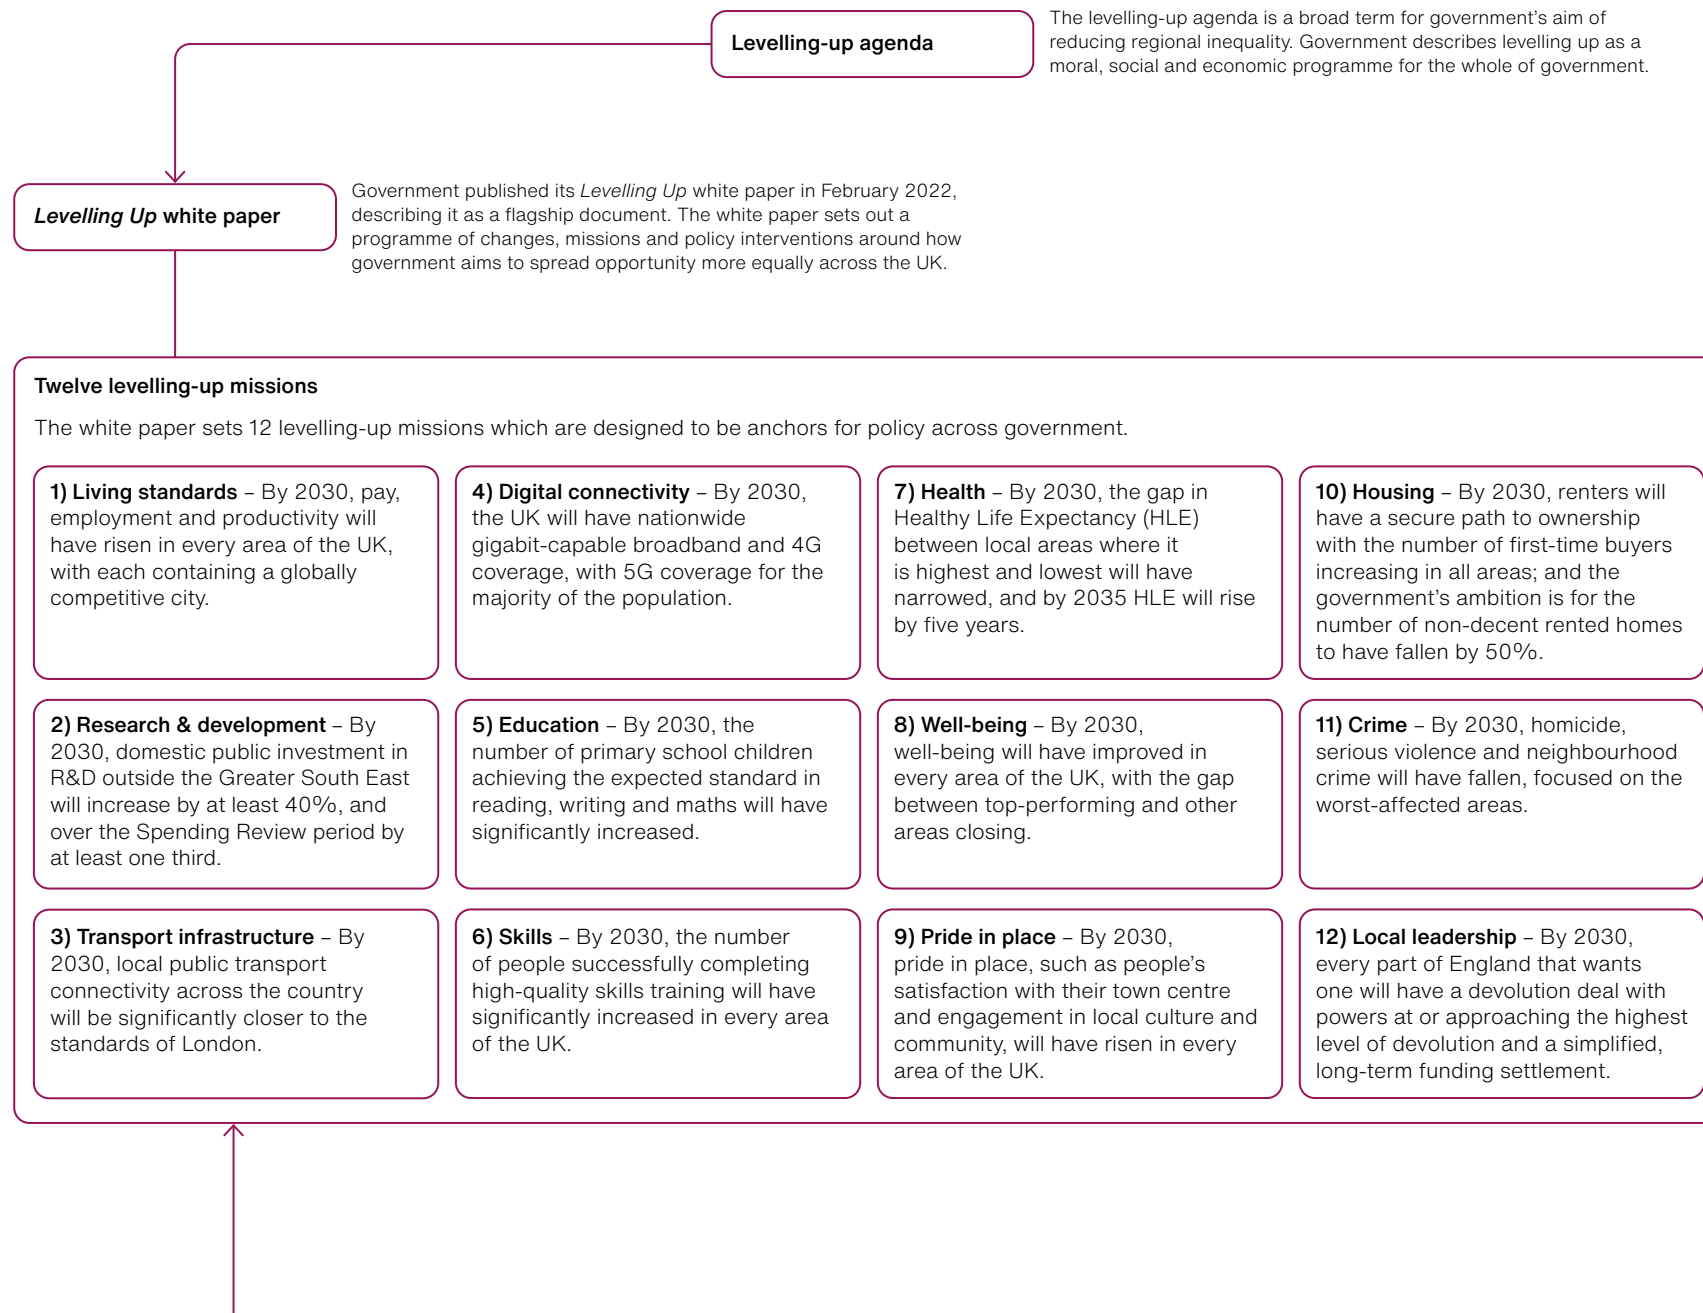 Levelling-up agenda
The levelling-up agenda is a broad term for government’s aim of
reducing regional inequality. Government describes levelling up as a
moral, social and economic programme for the whole of government.
Levelling Up white paper
Government published its Levelling Up white paper in February 2022,
describing it as a flagship document. The white paper sets out a
programme of changes, missions and policy interventions around how
government aims to spread opportunity more equally across the UK.
Twelve levelling-up missions
The white paper sets 12 levelling-up missions which are designed to be anchors for policy across government.
1) Living standards – By 2030, pay,
employment and productivity will
have risen in every area of the UK,
with each containing a globally
competitive city.
2) Research & development – By
2030, domestic public investment in
R&D outside the Greater South East
will increase by at least 40%, and
over the Spending Review period by
at least one third.
3) Transport infrastructure – By
2030, local public transport
connectivity across the country
will be significantly closer to the
standards of London.
4) Digital connectivity – By 2030,
the UK will have nationwide
gigabit-capable broadband and 4G
coverage, with 5G coverage for the
majority of the population.
5) Education – By 2030, the
number of primary school children
achieving the expected standard in
reading, writing and maths will have
significantly increased.
6) Skills – By 2030, the number
of people successfully completing
high-quality skills training will have
significantly increased in every area
of the UK.
7) Health – By 2030, the gap in
Healthy Life Expectancy (HLE)
between local areas where it
is highest and lowest will have
narrowed, and by 2035 HLE will rise
by five years.
8) Well-being – By 2030,
well-being will have improved in
every area of the UK, with the gap
between top-performing and other
areas closing.
9) Pride in place – By 2030,
pride in place, such as people’s
satisfaction with their town centre
and engagement in local culture and
community, will have risen in every
area of the UK.
10) Housing – By 2030, renters will
have a secure path to ownership
with the number of first-time buyers
increasing in all areas; and the
government’s ambition is for the
number of non-decent rented homes
to have fallen by 50%.
11) Crime – By 2030, homicide,
serious violence and neighbourhood
crime will have fallen, focused on the
worst-affected areas.
12) Local leadership – By 2030,
every part of England that wants
one will have a devolution deal with
powers at or approaching the highest
level of devolution and a simplified,
long-term funding settlement.